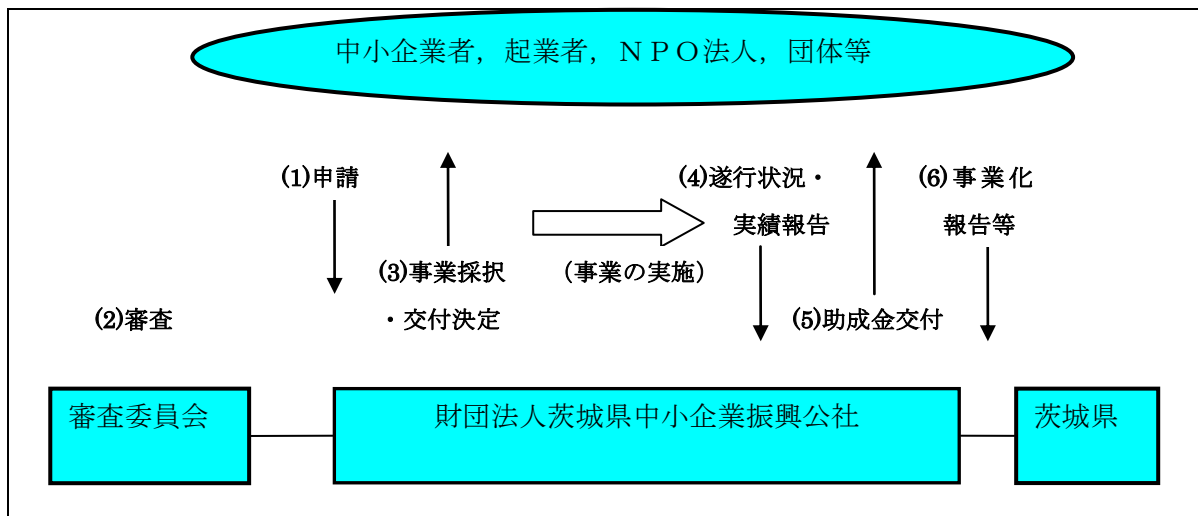 中小企業者，起業者，ＮＰＯ法人，団体等
(1)申請
(4)遂行状況・
実績報告
(6)事業化
報告等
(3)事業採択
・交付決定
（事業の実施）
(2)審査
(5)助成金交付
審査委員会
財団法人茨城県中小企業振興公社
茨城県